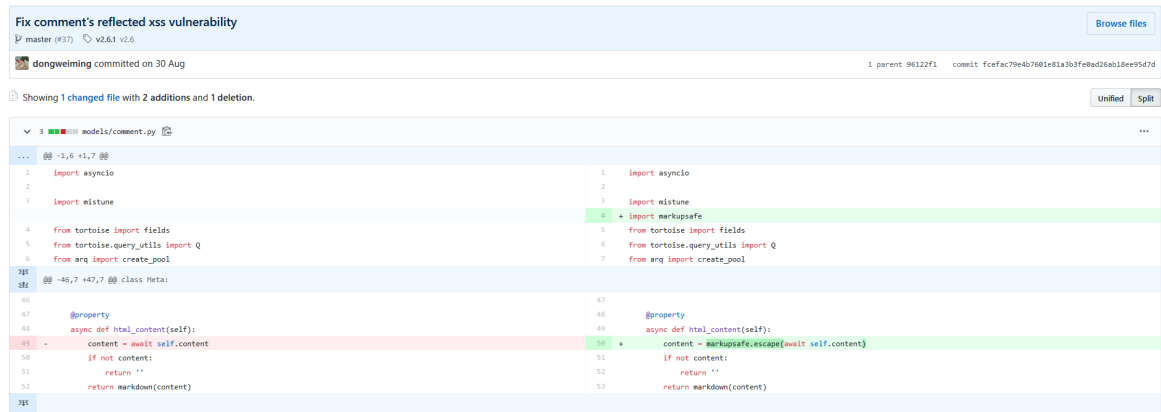 Fix comment's reflected xss vulnerability
Browse files
master (#37) v2.6.1 v2.6
dongweiming committed on 30 Aug
1 parent 96122f1 commit fcefac79e4b7601e81a3b3fe0ad26ab18ee95d7d
Showing 1 changed file with 2 additions and 1 deletion.
Unified Split
3 models/comment.py
... @@ -1,6 +1,7 @@
1 import asyncio 1 import asyncio
2 2
3 import mistune 3 import mistune
4 + import markupsafe
4 from tortoise import fields 5 from tortoise import fields
5 from tortoise.query_utils import Q 6 from tortoise.query_utils import Q
6 from arq import create_pool 7 from arq import create_pool
@@ -46,7 +47,7 @@ class Meta:
46 47
47 @property 48 @property
48 async def html_content(self): 49 async def html_content(self):
49 - content = await self.content 50 + content = markupsafe.escape(await self.content)
50 if not content: 51 if not content:
51 return '' 52 return ''
52 return markdown(content) 53 return markdown(content)